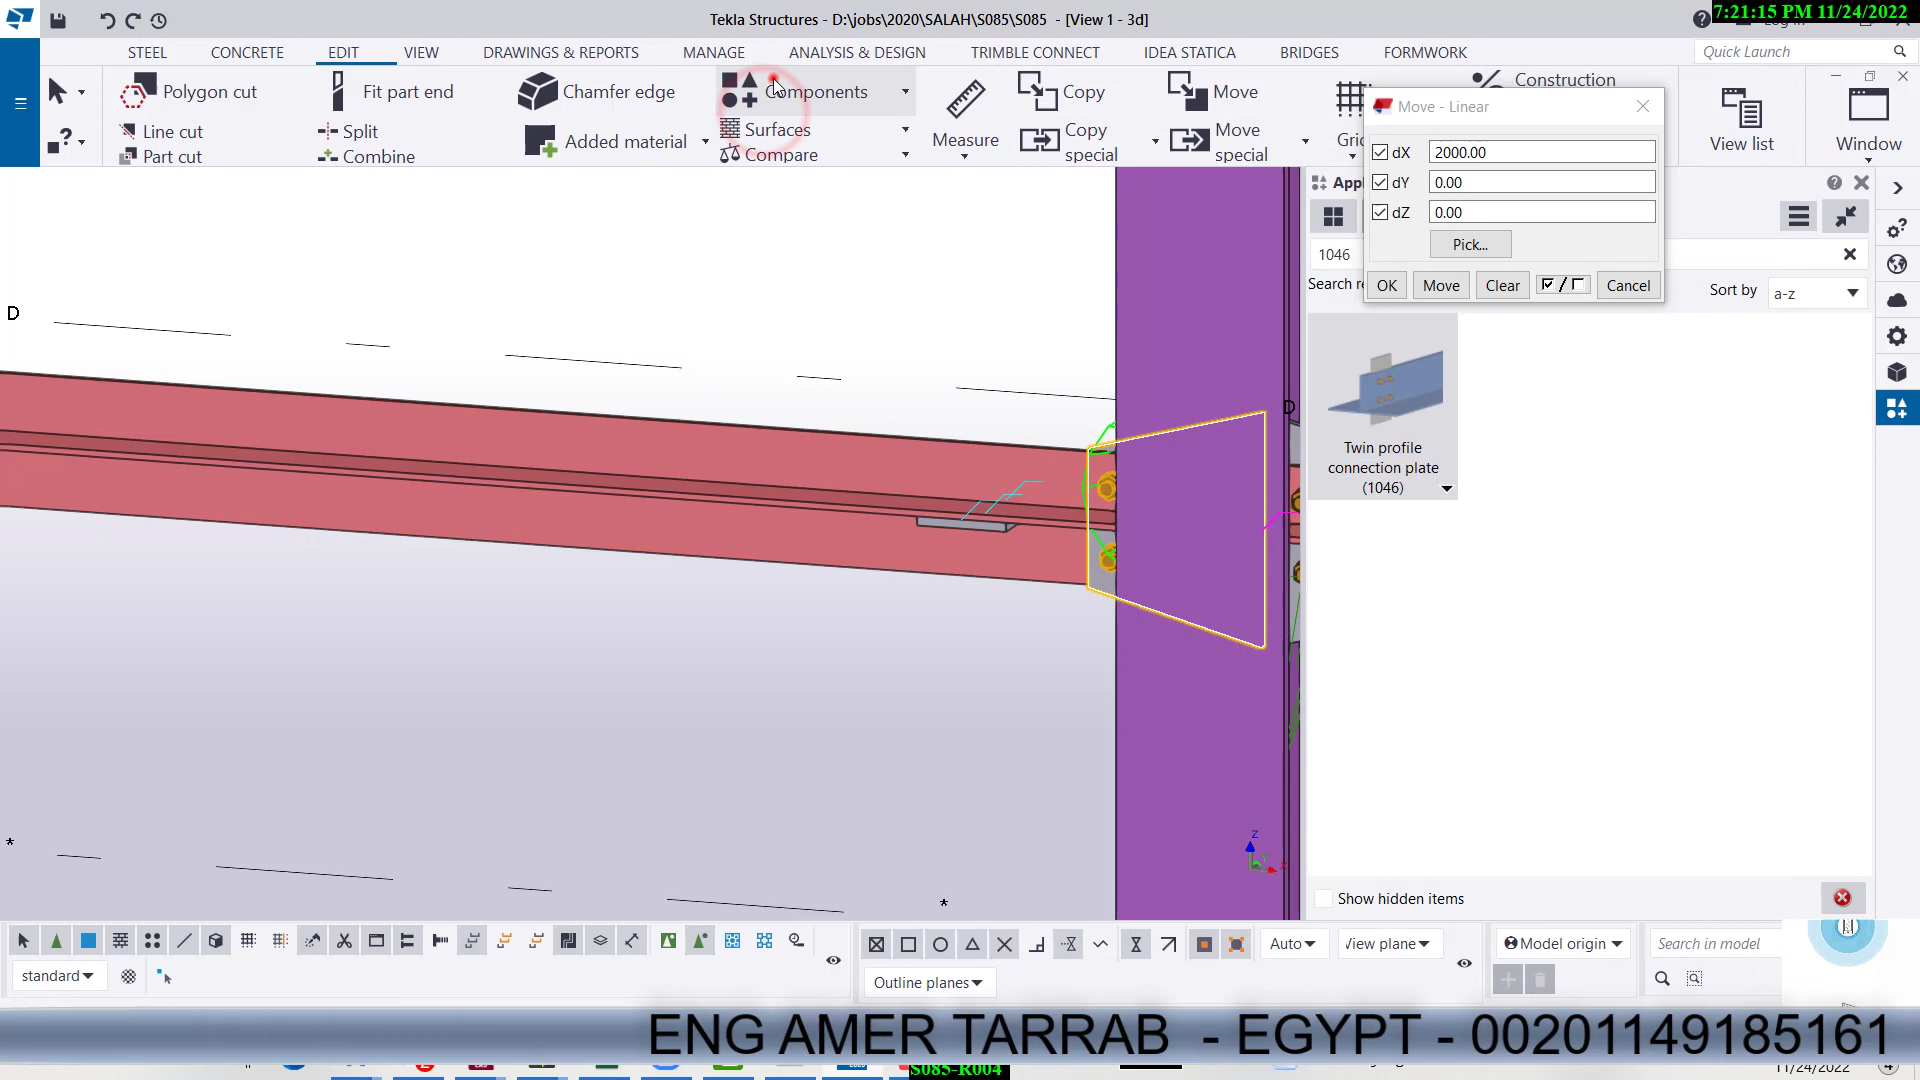 Tekla Structures - D:\jobs\2020\SALAH\S085\S085 - [View 1 - 3d]
7:21:15 PM 11/24/2022
STEEL CONCRETE EDIT VIEW DRAWINGS & REPORTS MANAGE ANALYSIS & DESIGN TRIMBLE CONNECT IDEA STATICA BRIDGES FORMWORK Quick Launch
Polygon cut Fit part end Chamfer edge Components Copy Move Construction
Line cut Split Added material Surfaces Measure Copy special Move special View list Window
Part cut Combine Compare
Move - Linear
dX 2000.00
dY 0.00
dZ 0.00
Pick...
OK Move Clear / Cancel
1046
Sort by a-z
D
D
Twin profile
connection plate
(1046)
z
*
*
Show hidden items
Auto View plane Model origin Search in model
standard
Outline planes
ENG AMER TARRAB - EGYPT - 00201149185161
S085-R004
11/24/2022